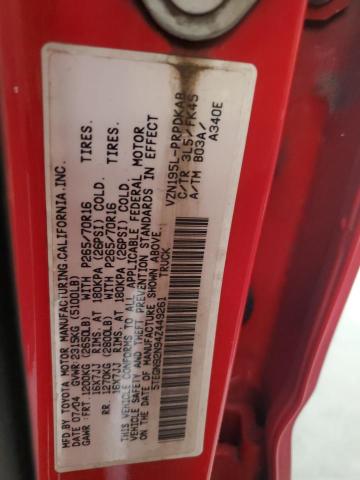 MFD BY TOYOTA MOTOR MANUFACTURING, CALIFORNIA, INC.
DATE 07/04 GVWR 2315KG (5100LB)
GAWR FRT. 1200KG (2650LB) WITH P265/70R16 TIRES.
16X7JJ RIMS. AT 180KPA (26PSI) COLD.
RR. 1270KG (2800LB) WITH P265/70R16 TIRES.
16X7JJ RIMS. AT 180KPA (26PSI) COLD.
THIS VEHICLE CONFORMS TO ALL APPLICABLE FEDERAL MOTOR
VEHICLE SAFETY AND THEFT PREVENTION STANDARDS IN EFFECT
ON THE DATE OF MANUFACTURE SHOWN ABOVE.
5TEGN92N94Z449261 TRUCK
VZN195L-PRPDKAB
C/TR 3L5/FK4S
A/TM B03A/
A340E